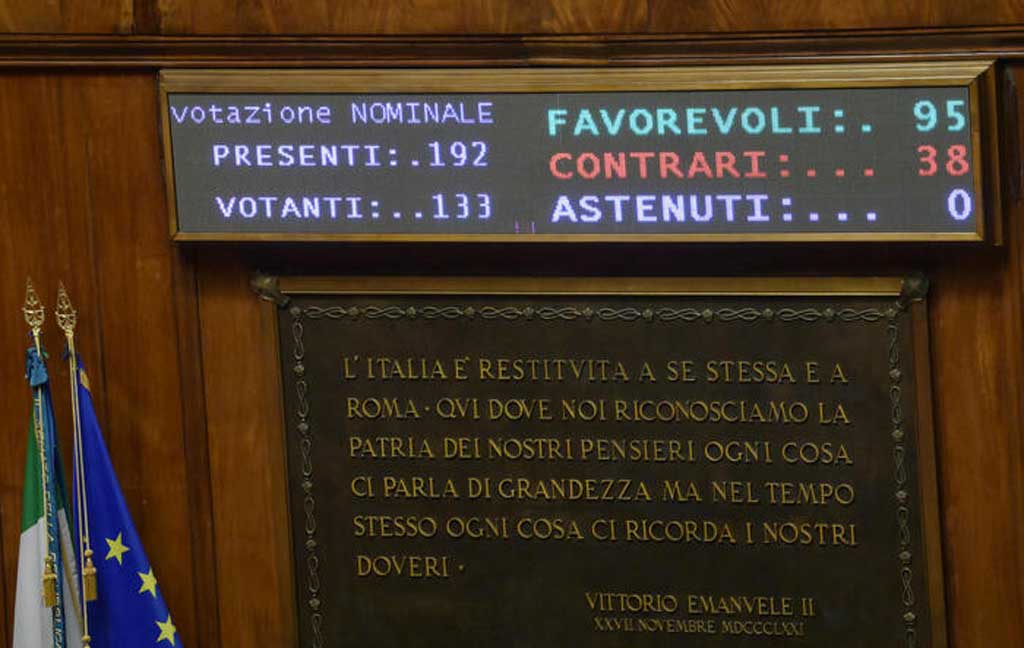 votazione NOMINALE
PRESENTI:.192
VOTANTI:..133
FAVOREVOLI:. 95
CONTRARI:.... 38
ASTENUTI:... 0
L'ITALIA E' RESTITVITA A SE STESSA E A
ROMA · QVI DOVE NOI RICONOSCIAMO LA
PATRIA DEI NOSTRI PENSIERI OGNI COSA
CI PARLA DI GRANDEZZA MA NEL TEMPO
STESSO OGNI COSA CI RICORDA I NOSTRI
DOVERI ·
VITTORIO EMANVELE II
XXVII NOVEMBRE MDCCCLXXI